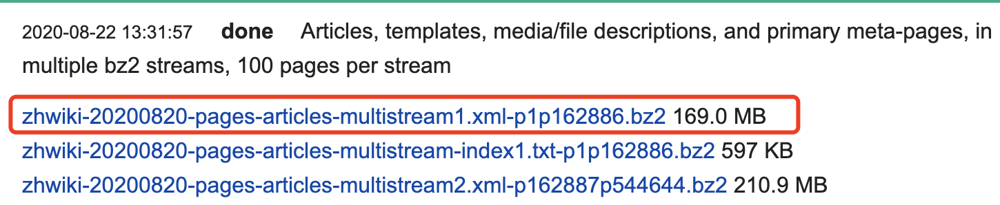 2020-08-22 13:31:57 done Articles, templates, media/file descriptions, and primary meta-pages, in
multiple bz2 streams, 100 pages per stream
zhwiki-20200820-pages-articles-multistream1.xml-p1p162886.bz2 169.0 MB
zhwiki-20200820-pages-articles-multistream-index1.txt-p1p162886.bz2 597 KB
zhwiki-20200820-pages-articles-multistream2.xml-p162887p544644.bz2 210.9 MB